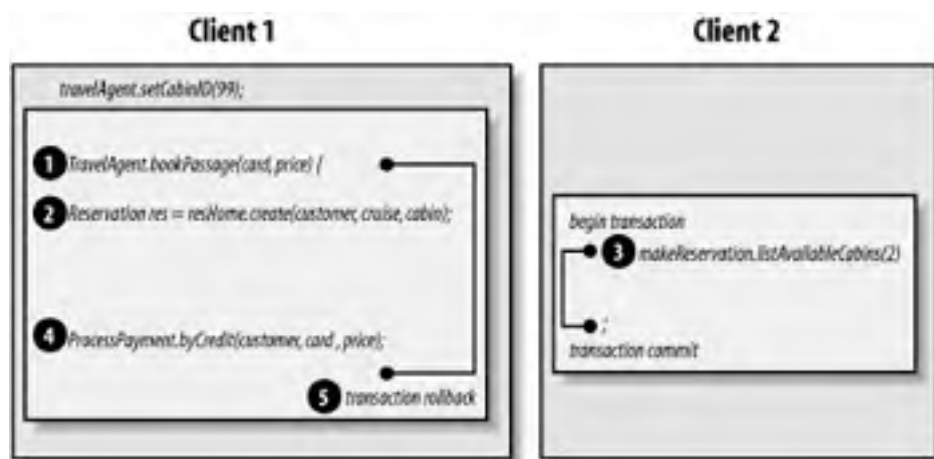 Client 1
travelAgent.setCabinID(99);
1 TravelAgent.bookPassage(card, price) {
2 Reservation res = resHome.create(customer, cruise, cabin);
4 ProcessPayment.byCredit(customer, card , price);
5 transaction rollback
Client 2
begin transaction
3 makeReservation.listAvailableCabins(2)
;
transaction commit